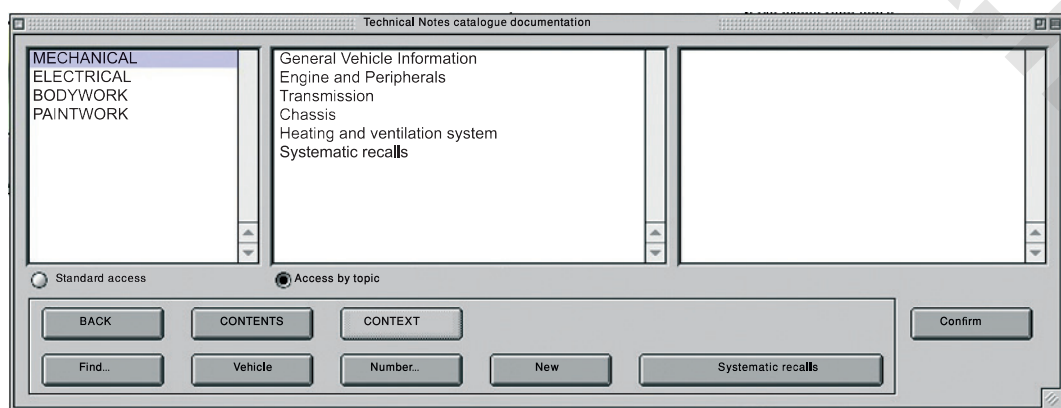 Technical Notes catalogue documentation
MECHANICAL
ELECTRICAL
BODYWORK
PAINTWORK
General Vehicle Information
Engine and Peripherals
Transmission
Chassis
Heating and ventilation system
Systematic recalls
Standard access
Access by topic
BACK
CONTENTS
CONTEXT
Confirm
Find...
Vehicle
Number...
New
Systematic recalls